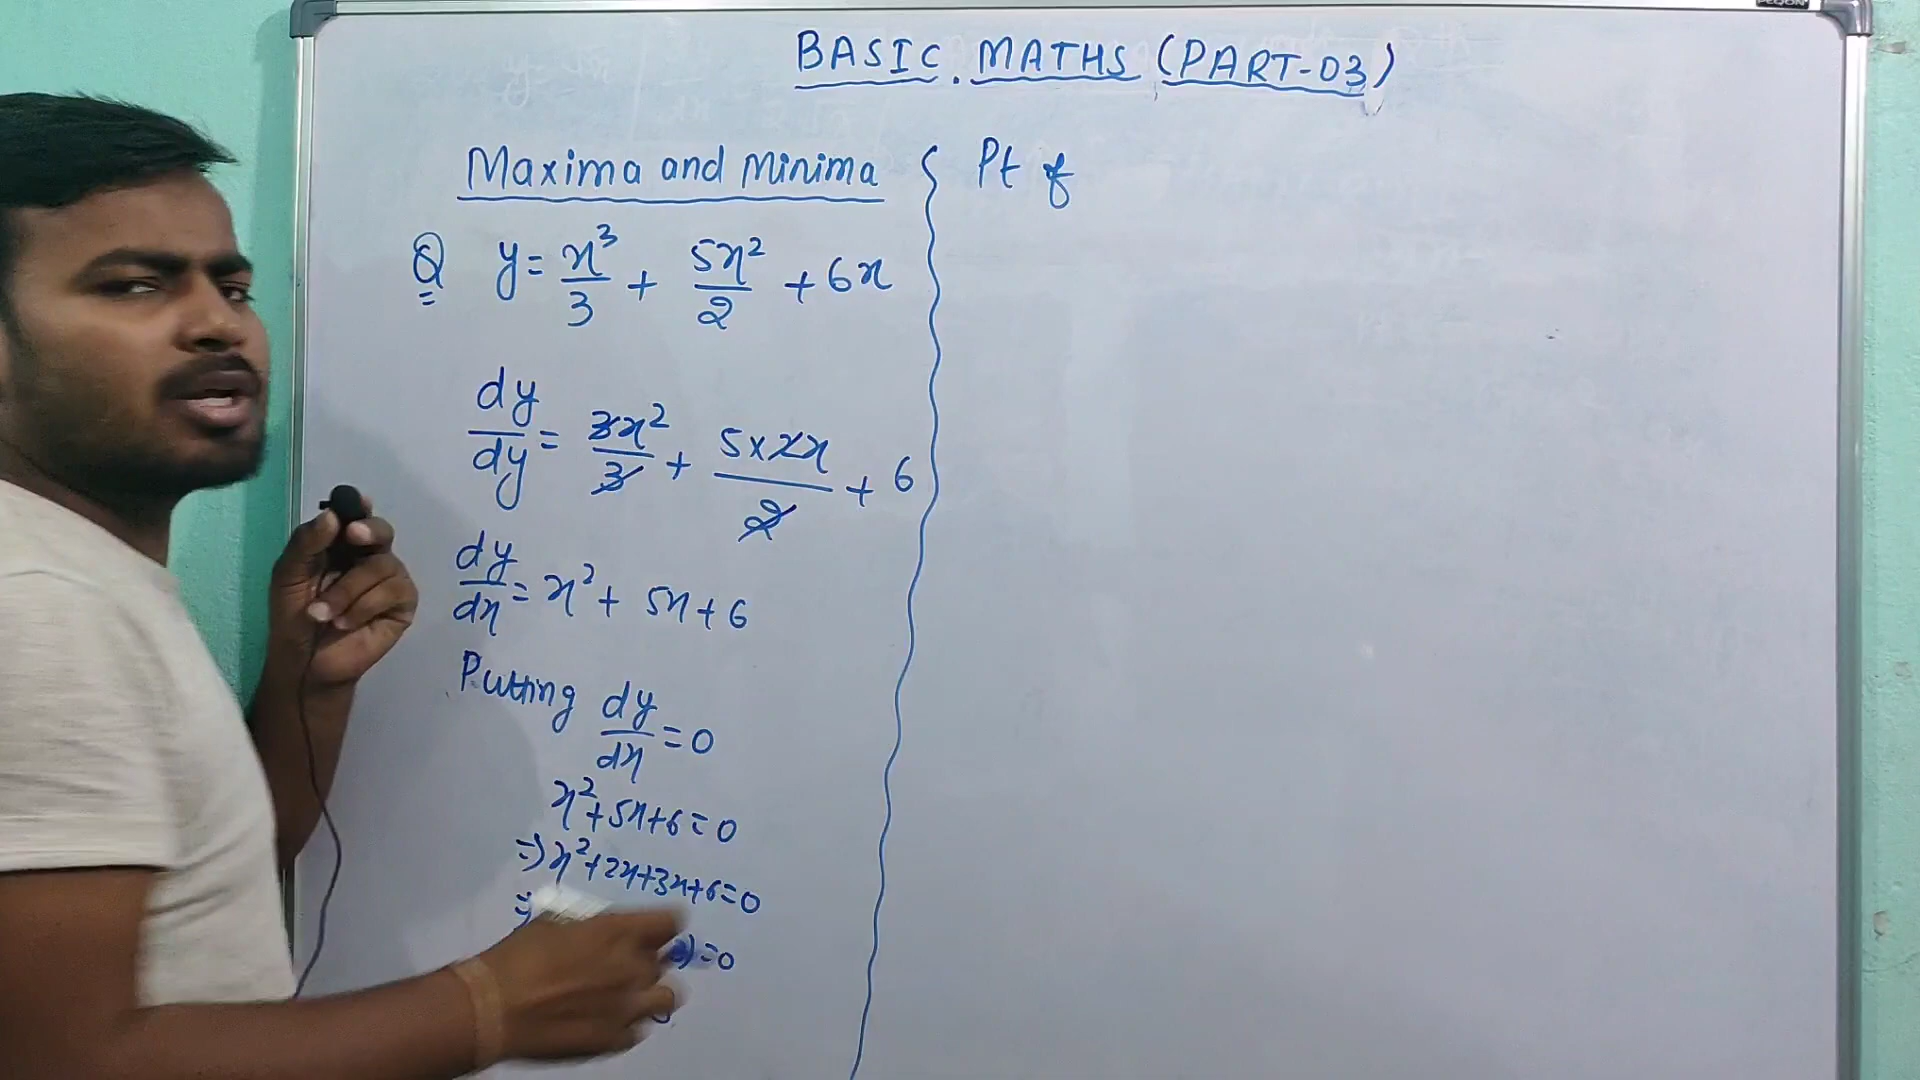 PEQON
BASIC. MATHS (PART-03)
Maxima and Minima
Q y = x³/3 + 5x²/2 + 6x
dy/dy = 3x²/3 + 5×2x/2 + 6
dy/dx = x² + 5x + 6
Putting dy/dx = 0
x² + 5x + 6 = 0
⇒ x² + 2x + 3x + 6 = 0
⇒ ) = 0
Pt of